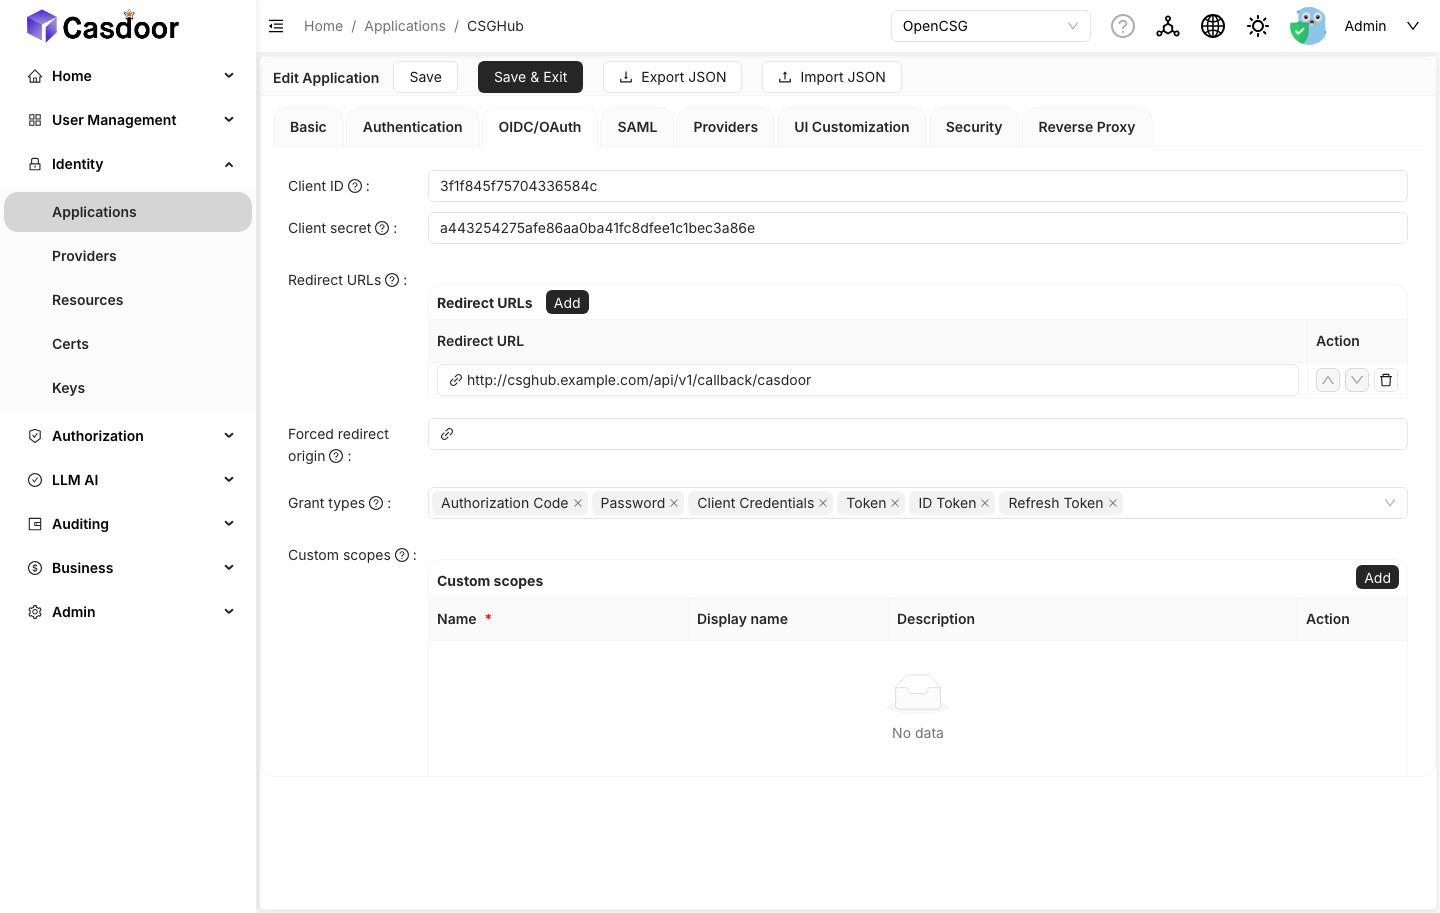 Casdoor
Home / Applications / CSGHub
OpenCSG
Admin
Home
User Management
Identity
Applications
Providers
Resources
Certs
Keys
Authorization
LLM AI
Auditing
Business
Admin
Edit Application
Save
Save & Exit
Export JSON
Import JSON
Basic
Authentication
OIDC/OAuth
SAML
Providers
UI Customization
Security
Reverse Proxy
Client ID ? :
3f1f845f75704336584c
Client secret ? :
a443254275afe86aa0ba41fc8dfee1c1bec3a86e
Redirect URLs ? :
Redirect URLs Add
Redirect URL Action
http://csghub.example.com/api/v1/callback/casdoor
Forced redirect
origin ? :
Grant types ? :
Authorization Code × Password × Client Credentials × Token × ID Token × Refresh Token ×
Custom scopes ? :
Custom scopes Add
Name * Display name Description Action
No data